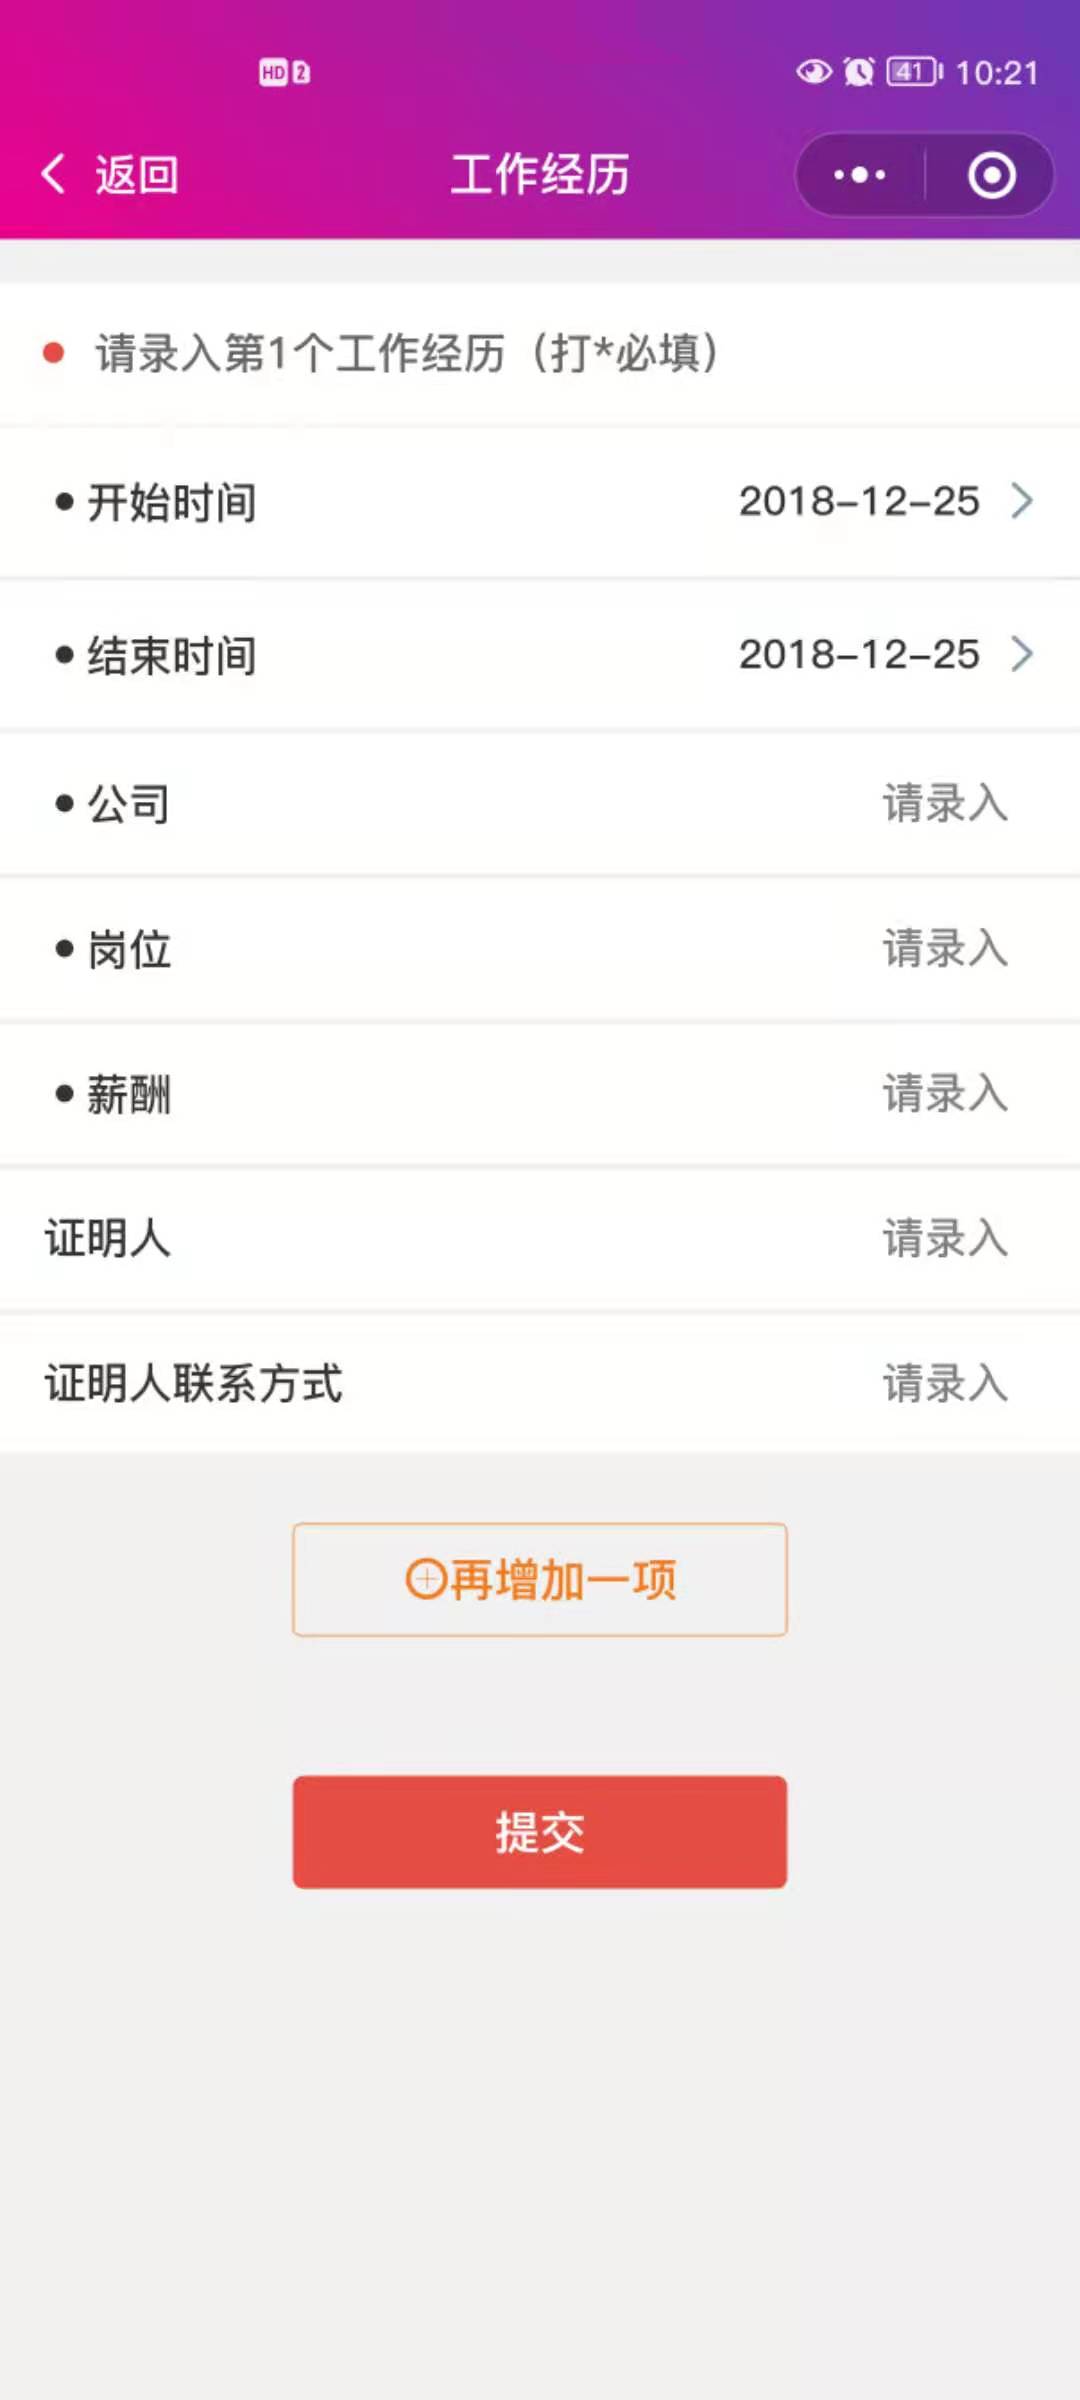 HD 2 41 10:21
返回 工作经历
请录入第1个工作经历（打*必填）
开始时间 2018-12-25
结束时间 2018-12-25
公司 请录入
岗位 请录入
薪酬 请录入
证明人 请录入
证明人联系方式 请录入
再增加一项
提交